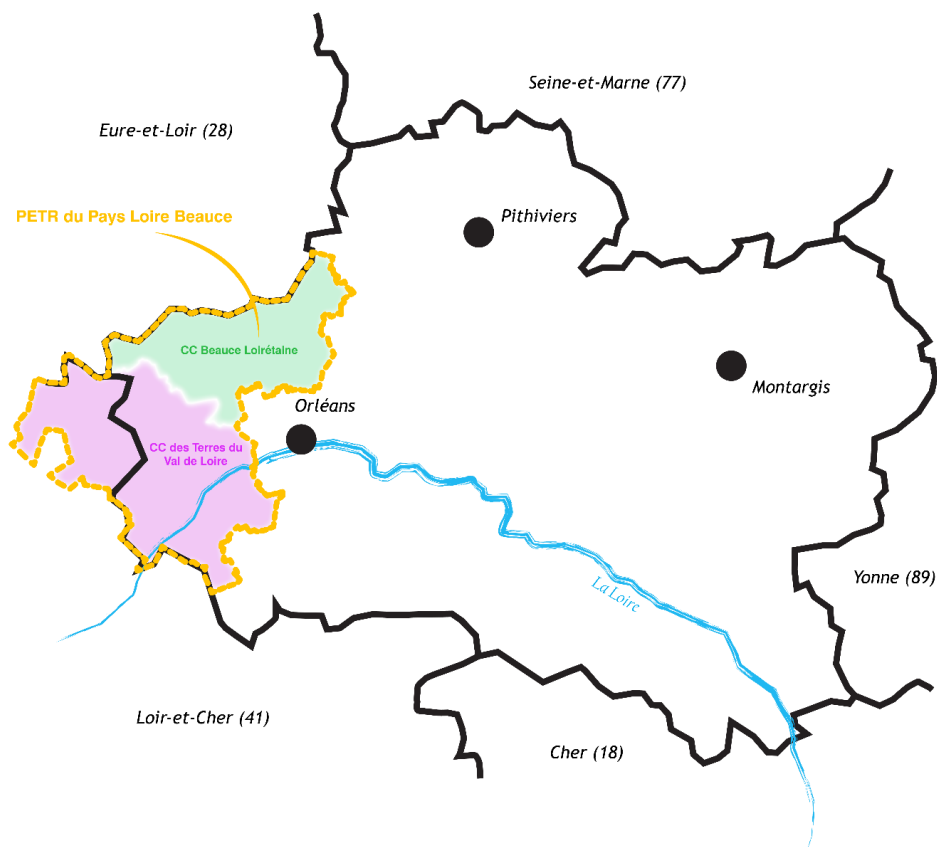 Seine-et-Marne (77)
Eure-et-Loir (28)
PETR du Pays Loire Beauce
Pithiviers
CC Beauce Loirétaine
Montargis
Orléans
CC des Terres du
Val de Loire
Yonne (89)
La Loire
Loir-et-Cher (41)
Cher (18)